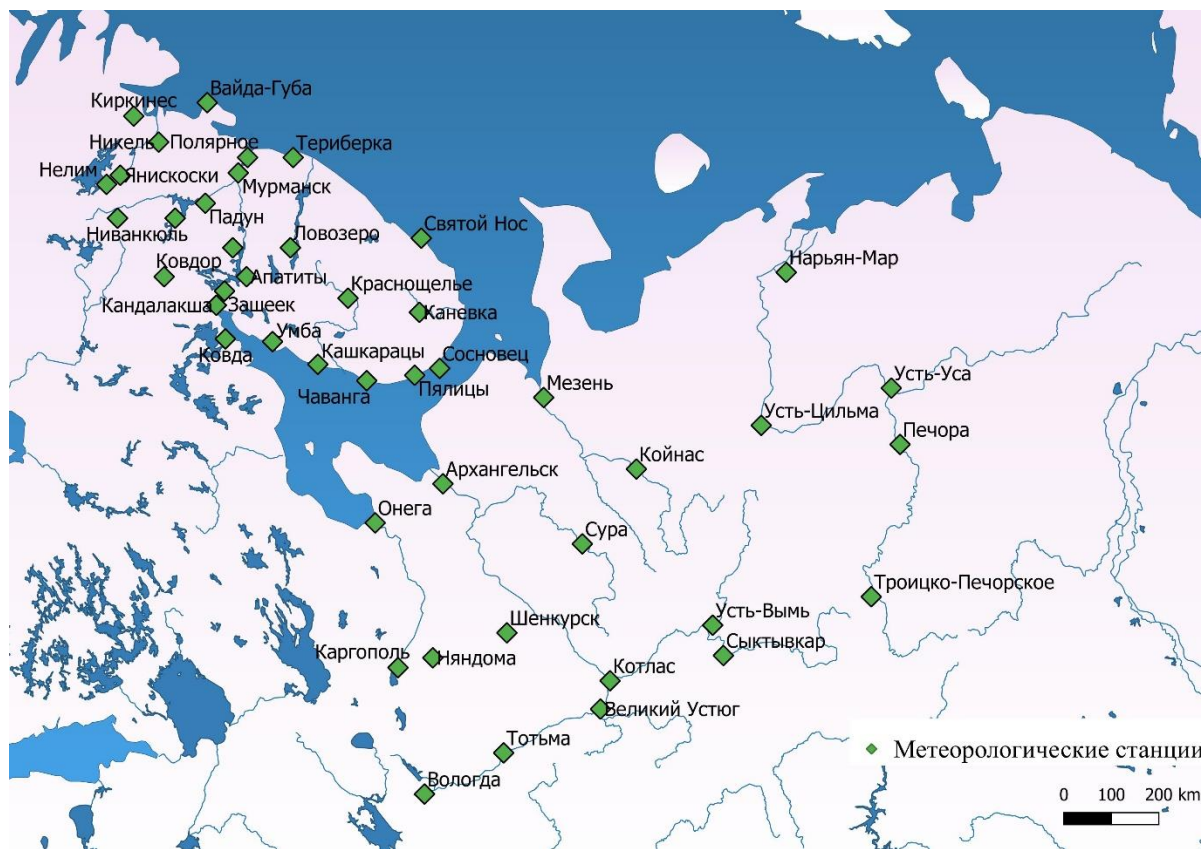 Вайда-Губа
Киркинес
Никель
Полярное
Териберка
Нелим
Янискоски
Мурманск
Падун
Ниванкюль
Ловозеро
Святой Нос
Ковдор
Апатиты
Нарьян-Мар
Краснощелье
Кандалакша
Зашеек
Каневка
Умба
Ковда
Кашкаранцы
Сосновец
Чаванга
Пялицы
Мезень
Усть-Уса
Усть-Цильма
Печора
Койнас
Архангельск
Онега
Сура
Троицко-Печорское
Шенкурск
Усть-Вымь
Сыктывкар
Каргополь
Няндома
Котлас
Великий Устюг
Тотьма
Метеорологические станции
Вологда
0 100 200 km